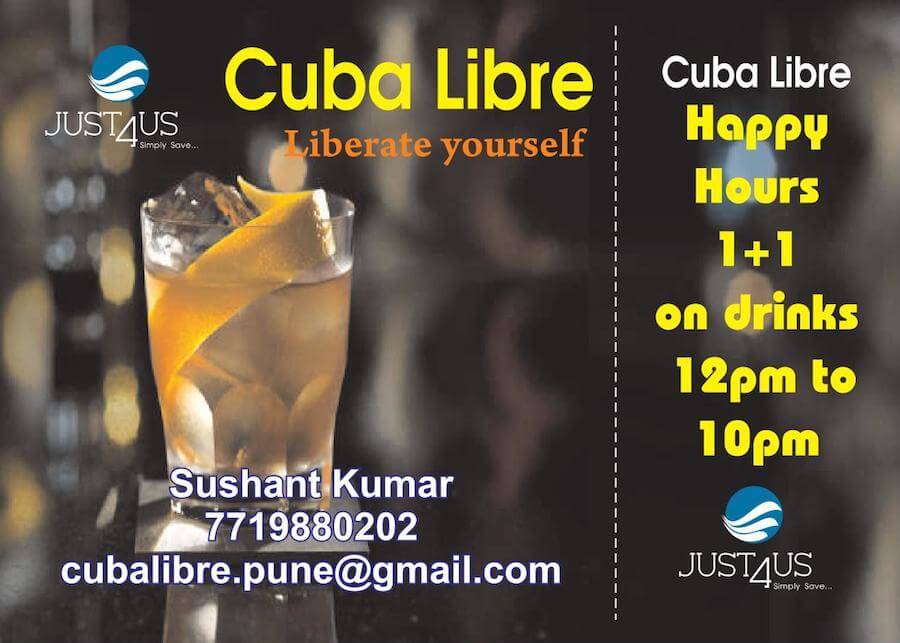 JUST4US
Simply Save...
Cuba Libre
Liberate yourself
Sushant Kumar
7719880202
cubalibre.pune@gmail.com
Cuba Libre
Happy
Hours
1+1
on drinks
12pm to
10pm
JUST4US
Simply Save...